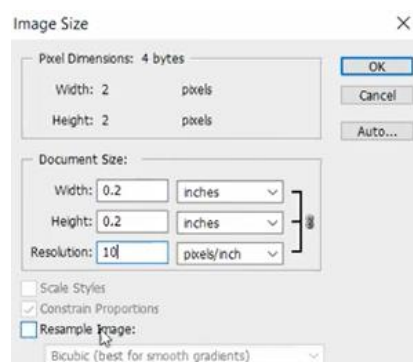 Image Size
Pixel Dimensions: 4 bytes
OK
Width: 2 pixels
Cancel
Height: 2 pixels
Auto...
Document Size:
Width: 0.2 inches
Height: 0.2 inches
Resolution: 10 pixels/inch
Scale Styles
Constrain Proportions
Resample Image:
Bicubic (best for smooth gradients)